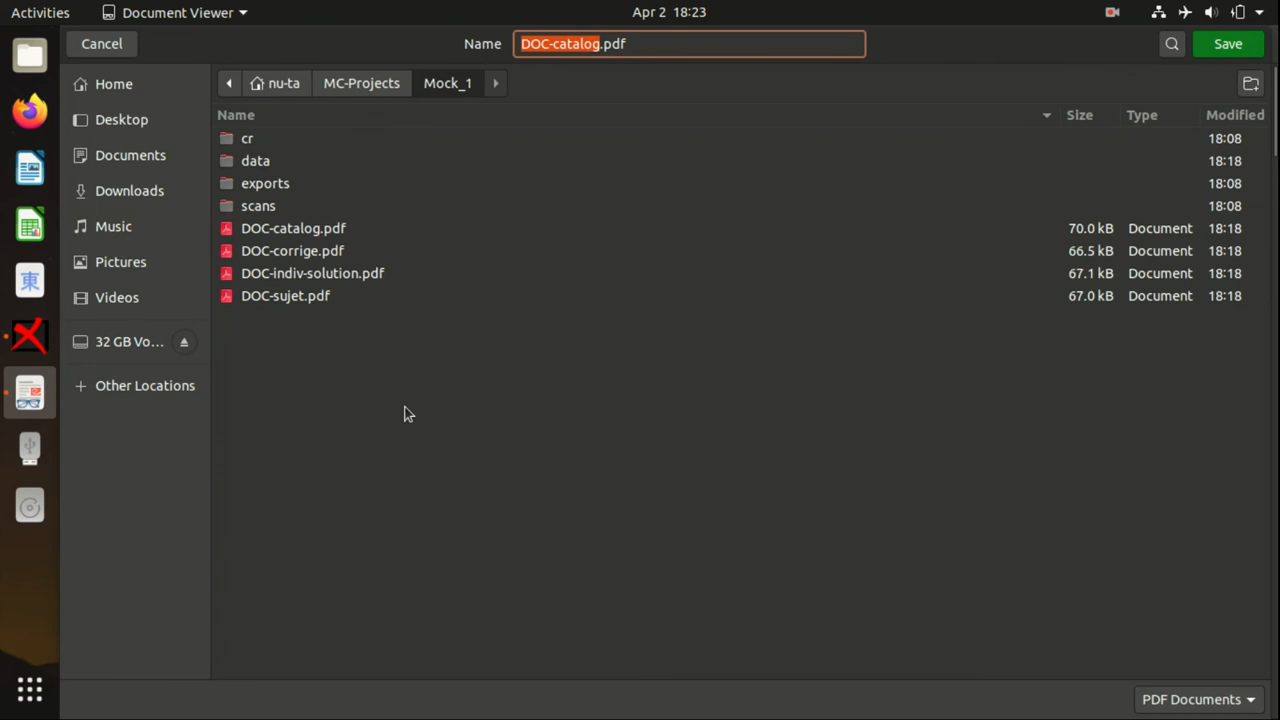 Activities Document Viewer Apr 2 18:23
Cancel Name DOC-catalog.pdf Save
Home nu-ta MC-Projects Mock_1
Desktop
Documents
Downloads
Music
Pictures
Videos
32 GB Vo...
Other Locations
Name Size Type Modified
cr 18:08
data 18:18
exports 18:08
scans 18:08
DOC-catalog.pdf 70.0 kB Document 18:18
DOC-corrige.pdf 66.5 kB Document 18:18
DOC-indiv-solution.pdf 67.1 kB Document 18:18
DOC-sujet.pdf 67.0 kB Document 18:18
東
PDF Documents